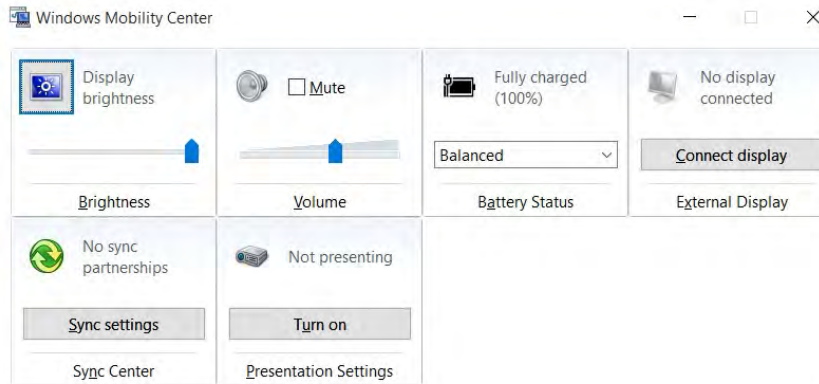 Windows Mobility Center
Display
brightness
Brightness
Mute
Volume
Fully charged
(100%)
Balanced
Battery Status
No display
connected
Connect display
External Display
No sync
partnerships
Sync settings
Sync Center
Not presenting
Turn on
Presentation Settings